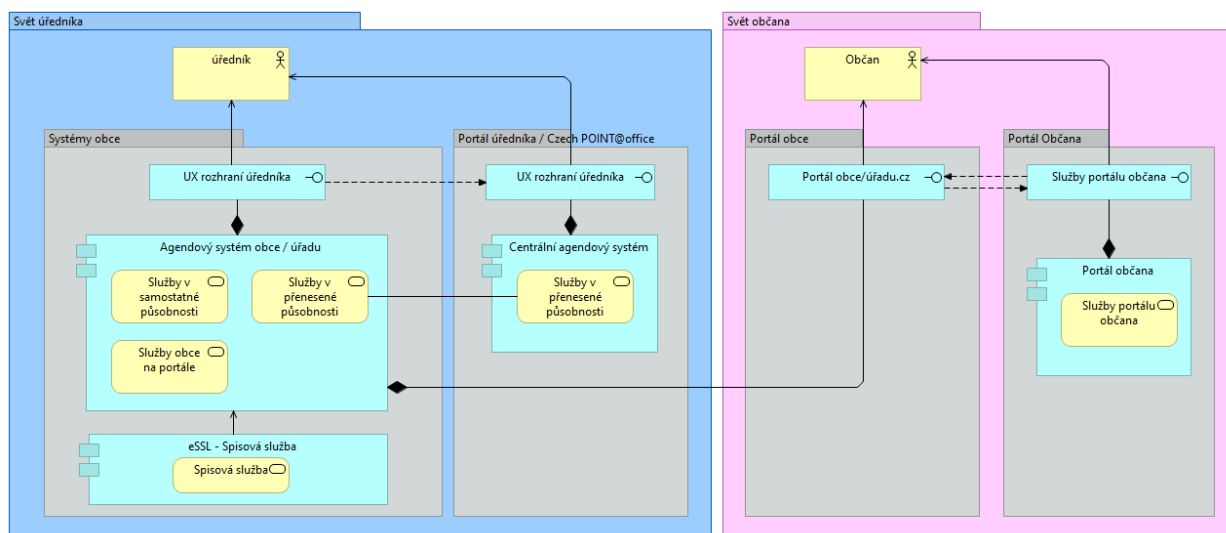 Svět úředníka
Svět občana
úředník
Občan
Systémy obce
Portál úředníka / Czech POINT@office
Portál obce
Portál Občana
UX rozhraní úředníka
UX rozhraní úředníka
Portál obce/úřadu.cz
Služby portálu občana
Agendový systém obce / úřadu
Centrální agendový systém
Služby v
samostatné
působnosti
Služby v
přenesené
působnosti
Služby v
přenesené
působnosti
Portál občana
Služby portálu
občana
Služby obce
na portále
eSSL - Spisová služba
Spisová služba